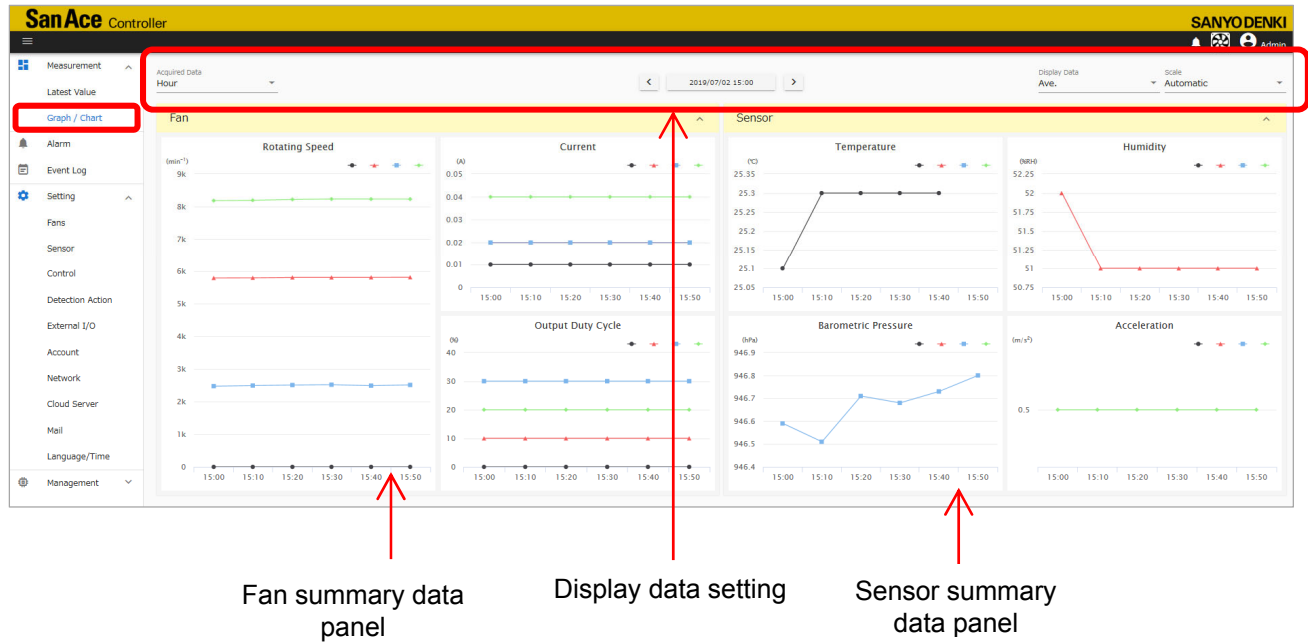 San Ace Controller
SANYO DENKI
Admin
Measurement
Latest Value
Graph / Chart
Alarm
Event Log
Setting
Fans
Sensor
Control
Detection Action
External I/O
Account
Network
Cloud Server
Mail
Language/Time
Management
Acquired Data
Hour
<
2019/07/02 15:00
>
Display Data
Ave.
Scale
Automatic
Fan
Rotating Speed
(min⁻¹)
9k
8k
7k
6k
5k
4k
3k
2k
1k
0
15:00 15:10 15:20 15:30 15:40 15:50
Current
(A)
0.05
0.04
0.03
0.02
0.01
0
15:00 15:10 15:20 15:30 15:40 15:50
Output Duty Cycle
(%)
40
30
20
10
0
15:00 15:10 15:20 15:30 15:40 15:50
Sensor
Temperature
(℃)
25.35
25.3
25.25
25.2
25.15
25.1
25.05
15:00 15:10 15:20 15:30 15:40 15:50
Humidity
(%RH)
52.25
52
51.75
51.5
51.25
51
50.75
15:00 15:10 15:20 15:30 15:40 15:50
Barometric Pressure
(hPa)
946.9
946.8
946.7
946.6
946.5
946.4
15:00 15:10 15:20 15:30 15:40 15:50
Acceleration
(m/s²)
0.5
15:00 15:10 15:20 15:30 15:40 15:50
Fan summary data
panel
Display data setting
Sensor summary
data panel